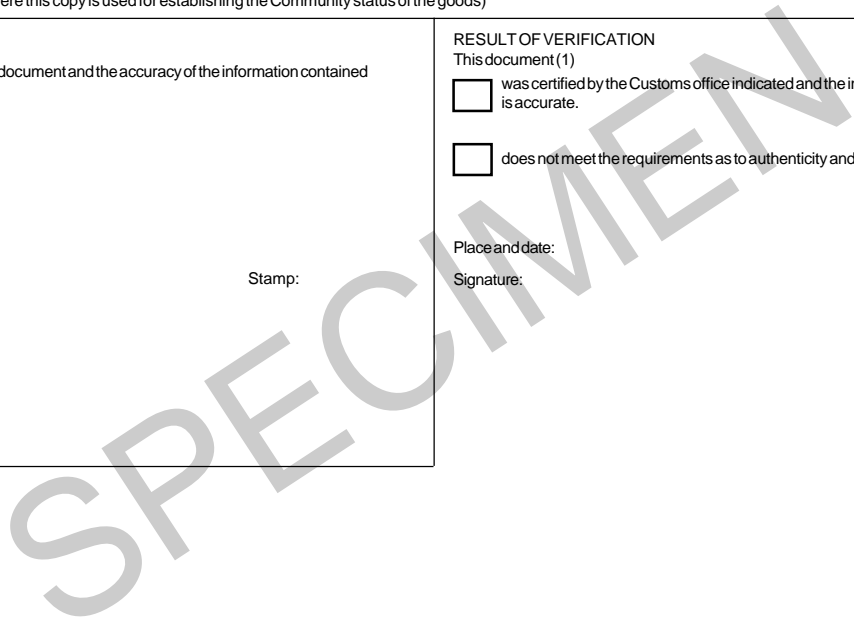 ere this copy is used for establishing the Community status of the goods)
document and the accuracy of the information contained
Stamp:
RESULT OF VERIFICATION
This document (1)
was certified by the Customs office indicated and the i
is accurate.
does not meet the requirements as to authenticity and
Place and date:
Signature:
SPECIMEN